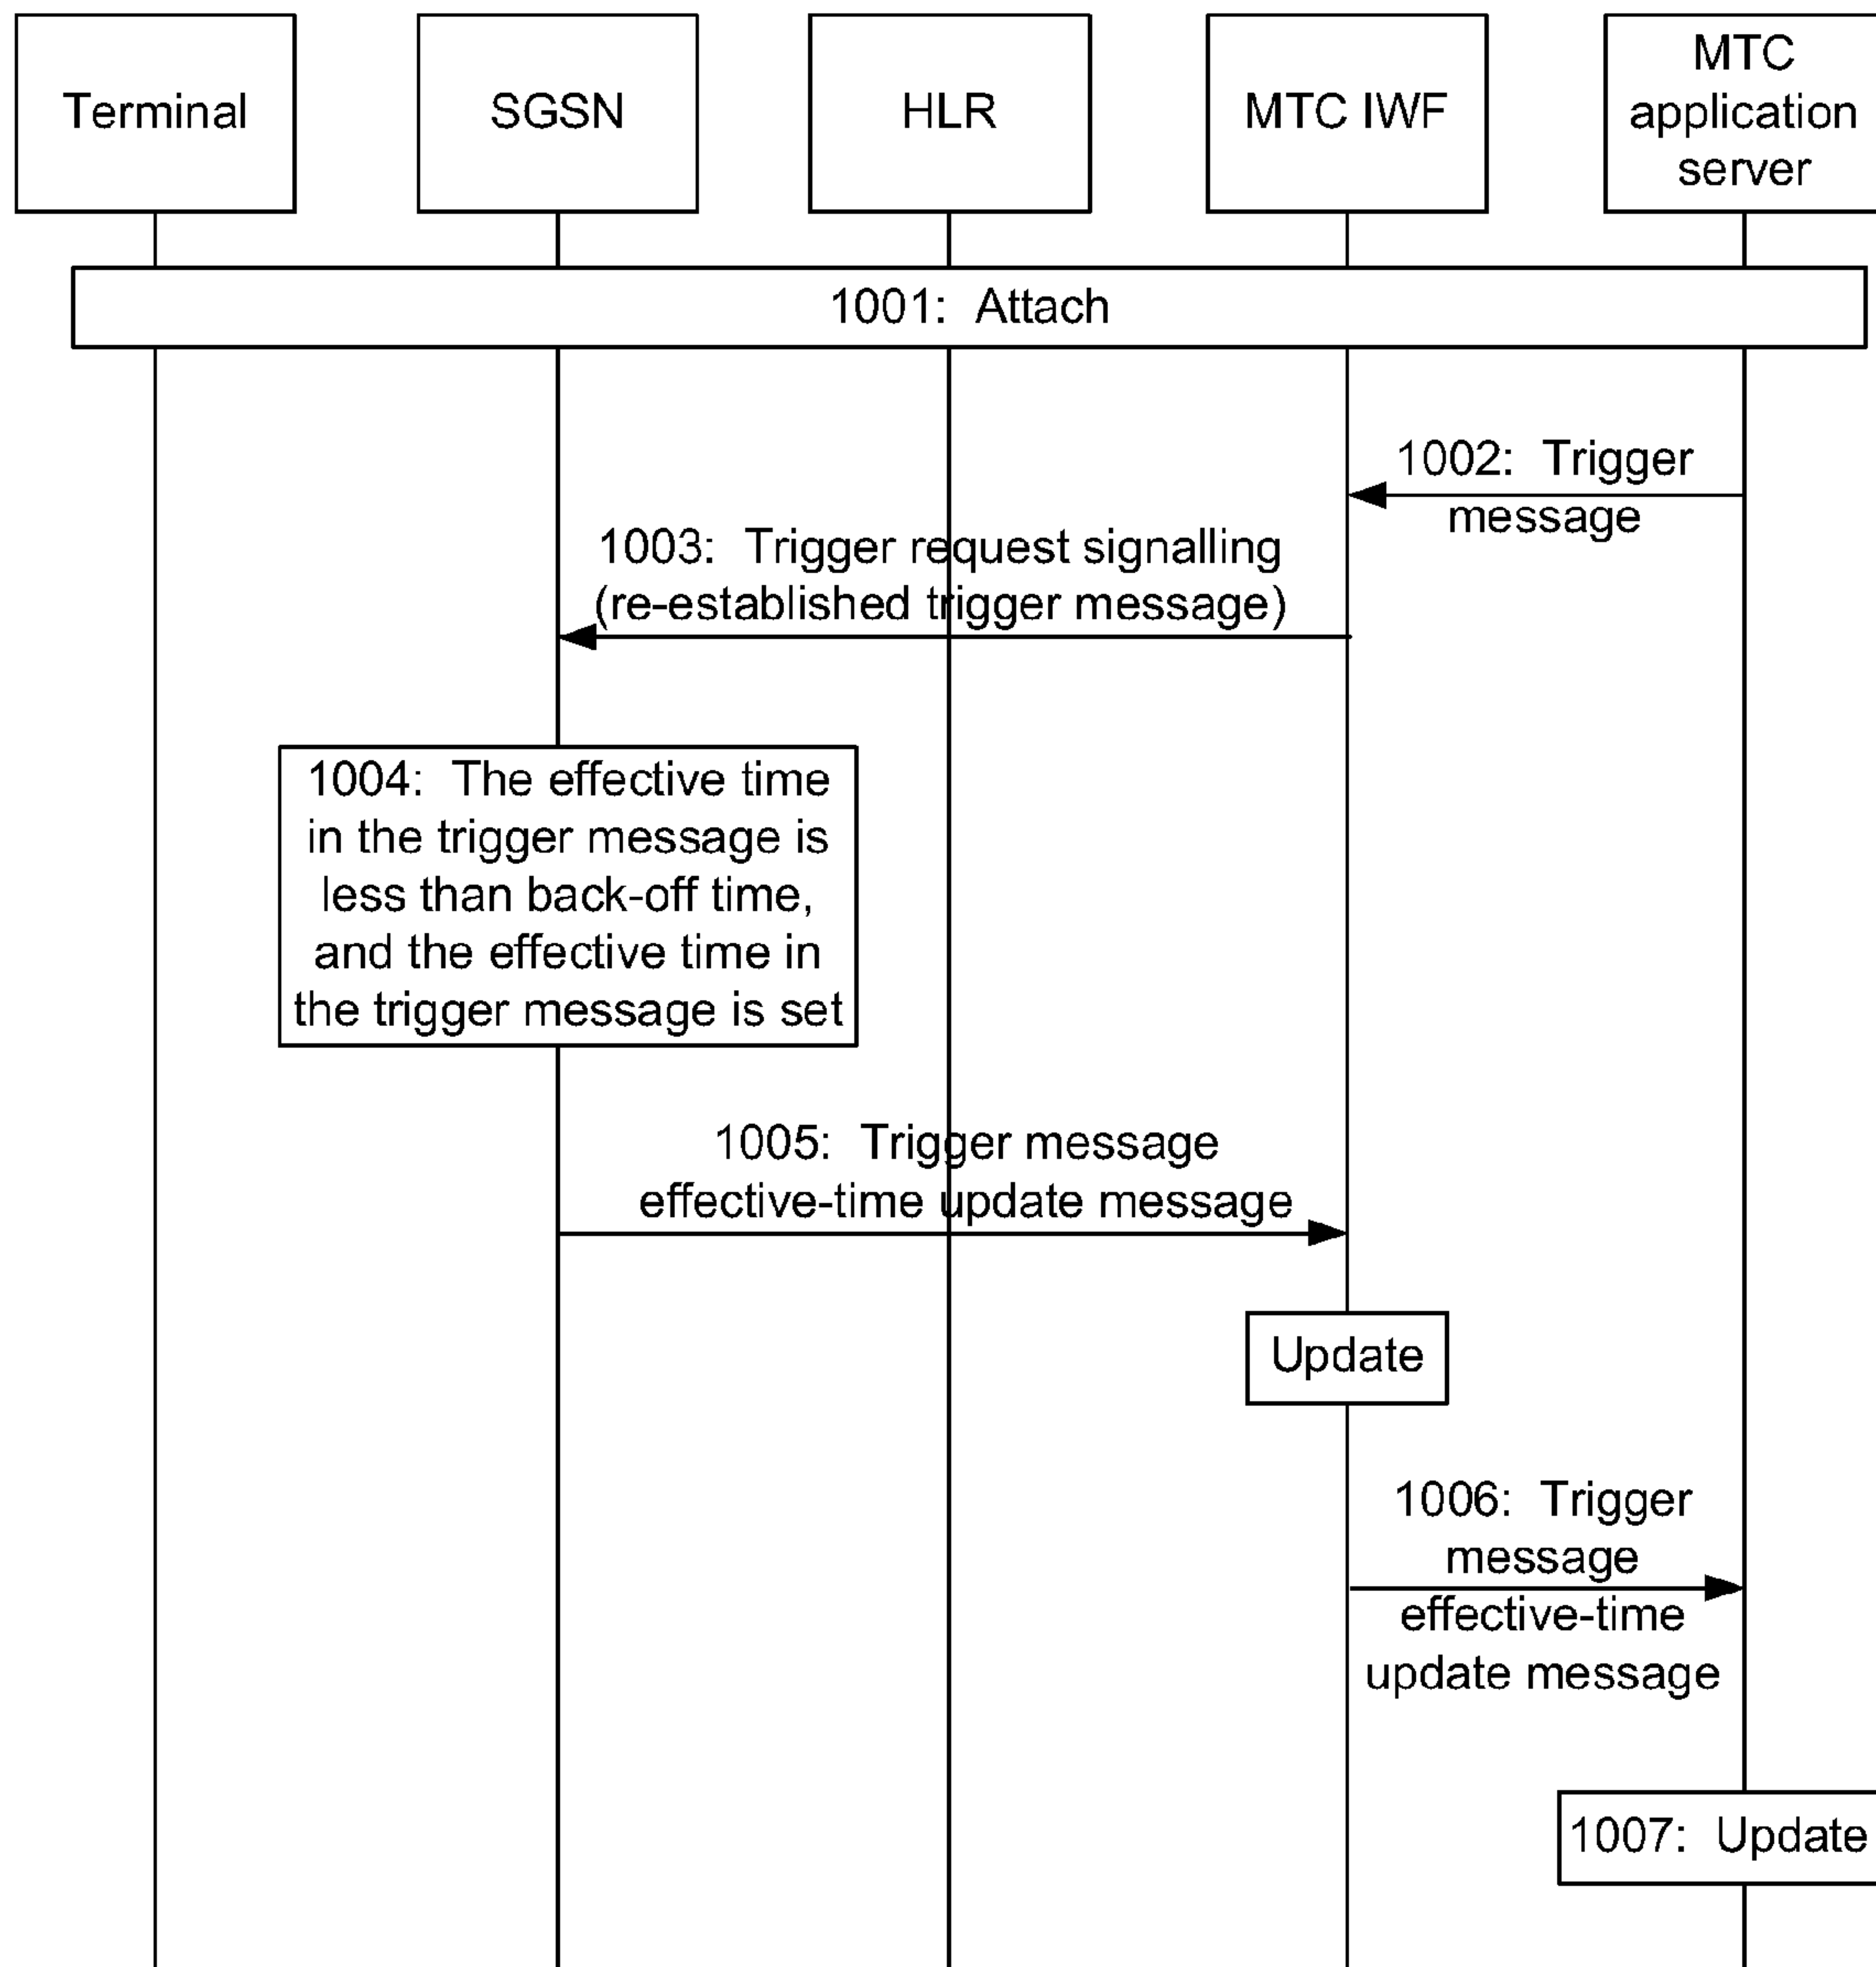 Terminal
SGSN
HLR
MTC IWF
MTC
application
server
1001: Attach
1002: Trigger
message
1003: Trigger request signalling
(re-established trigger message)
1004: The effective time
in the trigger message is
less than back-off time,
and the effective time in
the trigger message is set
1005: Trigger message
effective-time update message
Update
1006: Trigger
message
effective-time
update message
1007: Update